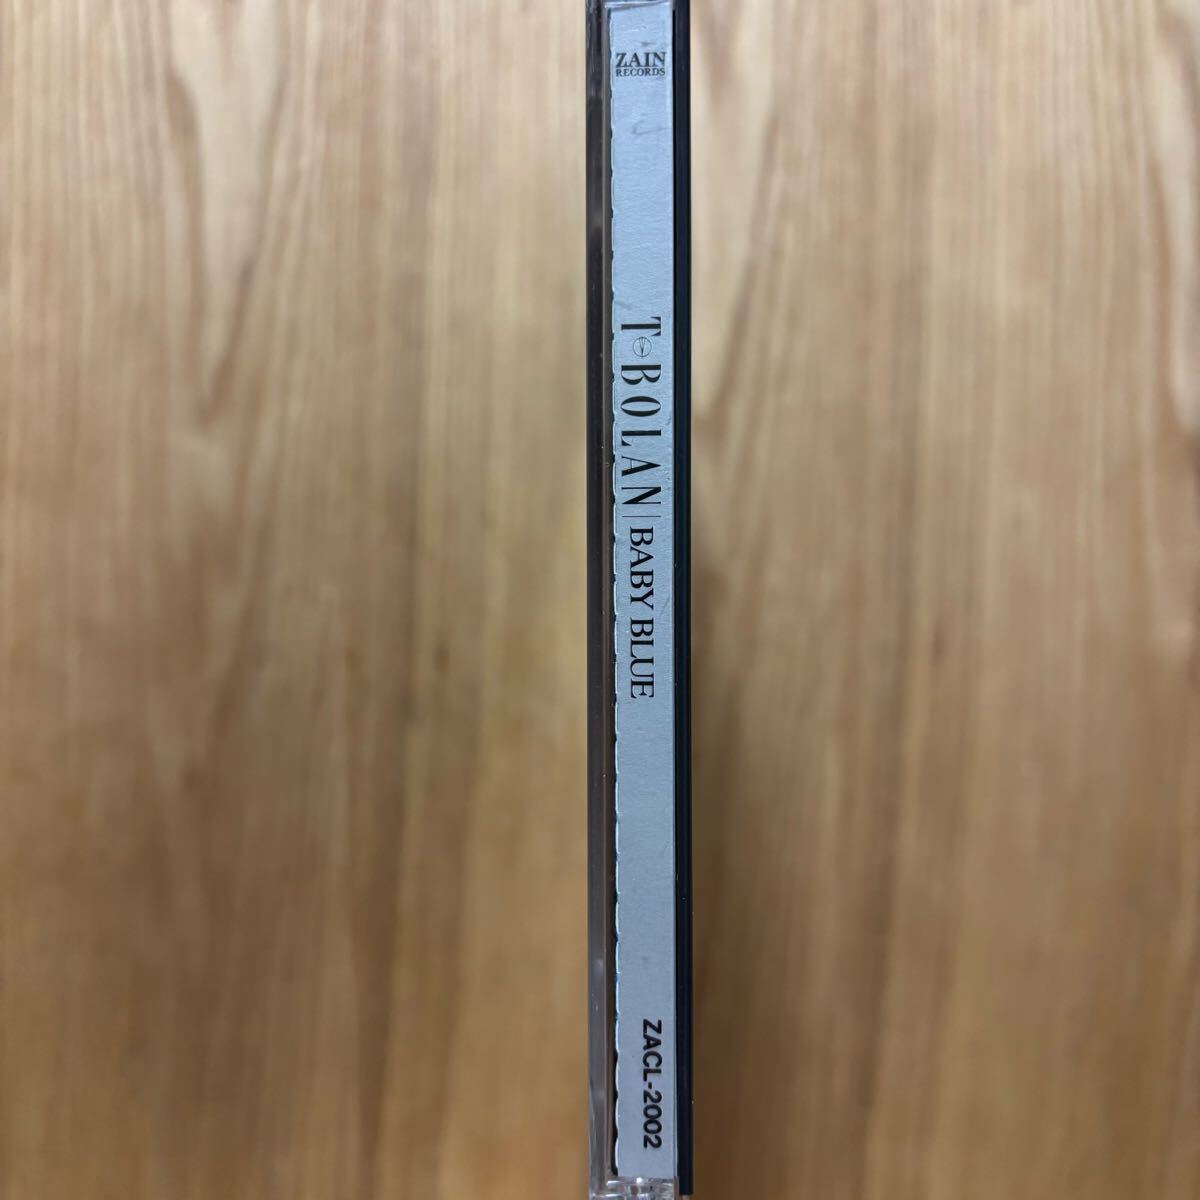 ZAIN
RECORDS
T-BOLAN | BABY BLUE
ZACL-2002